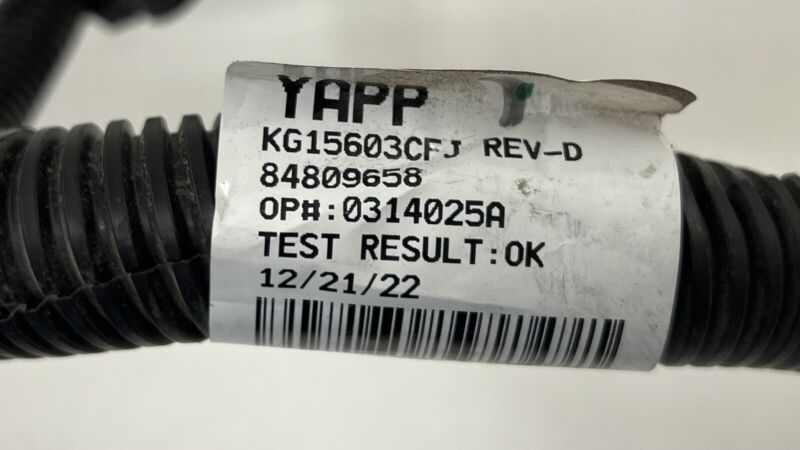 YAPP
KG15603CFJ REV-D
84809658
OP#:0314025A
TEST RESULT:OK
12/21/22